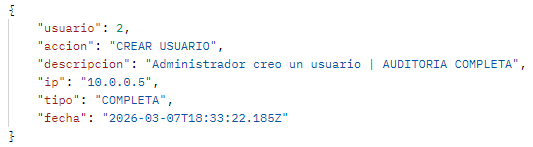 {
"usuario": 2,
"accion": "CREAR USUARIO",
"descripcion": "Administrador creo un usuario | AUDITORIA COMPLETA",
"ip": "10.0.0.5",
"tipo": "COMPLETA",
"fecha": "2026-03-07T18:33:22.185Z"
}